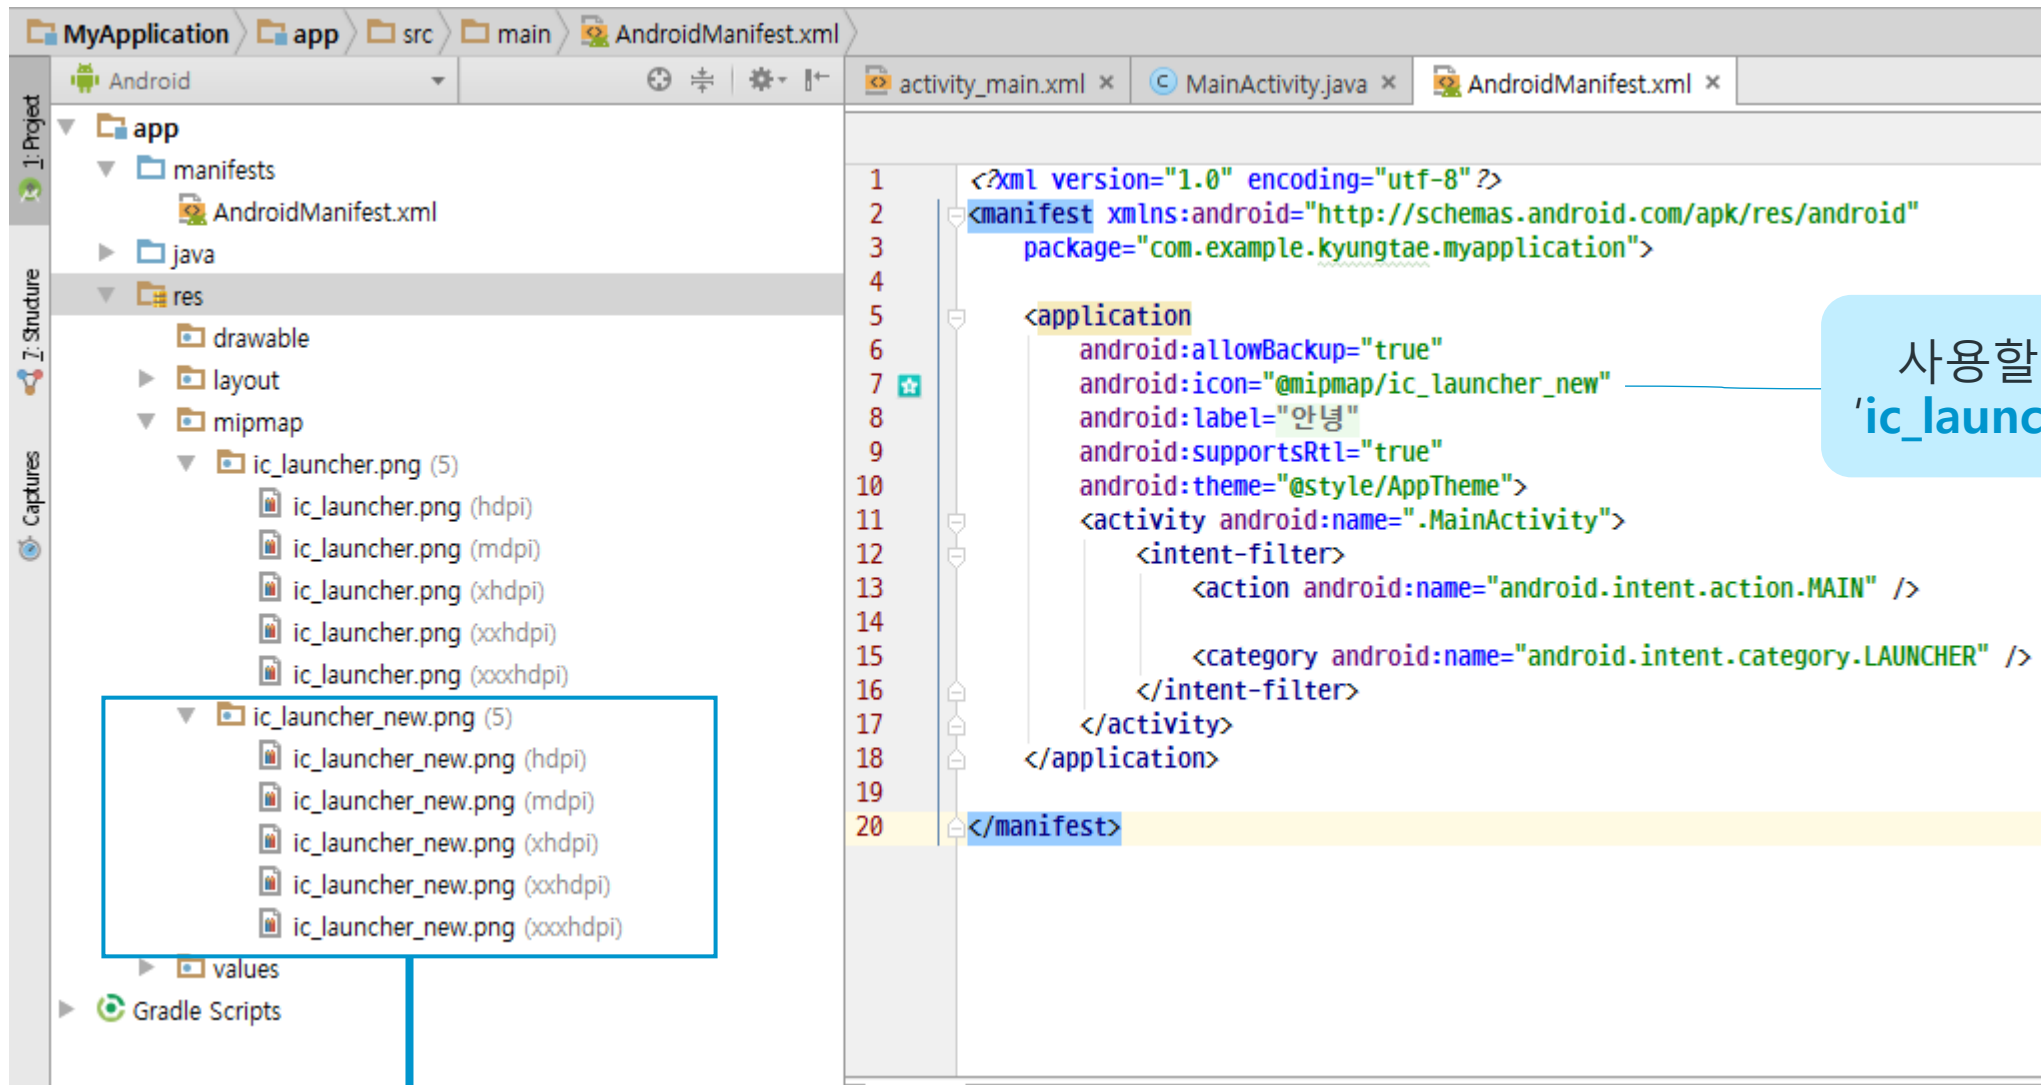 MyApplication app src main AndroidManifest.xml
Android
activity_main.xml MainActivity.java AndroidManifest.xml
1: Project
7: Structure
Captures
app
manifests
AndroidManifest.xml
java
res
drawable
layout
mipmap
ic_launcher.png (5)
ic_launcher.png (hdpi)
ic_launcher.png (mdpi)
ic_launcher.png (xhdpi)
ic_launcher.png (xxhdpi)
ic_launcher.png (xxxhdpi)
ic_launcher_new.png (5)
ic_launcher_new.png (hdpi)
ic_launcher_new.png (mdpi)
ic_launcher_new.png (xhdpi)
ic_launcher_new.png (xxhdpi)
ic_launcher_new.png (xxxhdpi)
values
Gradle Scripts
1 <?xml version="1.0" encoding="utf-8"?>
2 <manifest xmlns:android="http://schemas.android.com/apk/res/android"
3 package="com.example.kyungtae.myapplication">
4
5 <application
6 android:allowBackup="true"
7 android:icon="@mipmap/ic_launcher_new"
8 android:label="안녕"
9 android:supportsRtl="true"
10 android:theme="@style/AppTheme">
11 <activity android:name=".MainActivity">
12 <intent-filter>
13 <action android:name="android.intent.action.MAIN" />
14
15 <category android:name="android.intent.category.LAUNCHER" />
16 </intent-filter>
17 </activity>
18 </application>
19
20 </manifest>
사용할
‘ic_launc